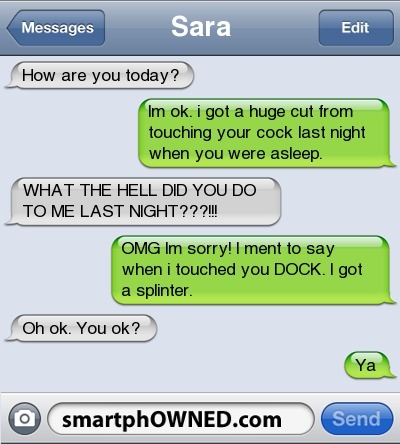 Messages
Sara
Edit
How are you today?
Im ok. i got a huge cut from
touching your cock last night
when you were asleep.
WHAT THE HELL DID YOU DO
TO ME LAST NIGHT???!!!
OMG Im sorry! I ment to say
when i touched you DOCK. I got
a splinter.
Oh ok. You ok?
Ya
smartphOWNED.com
Send